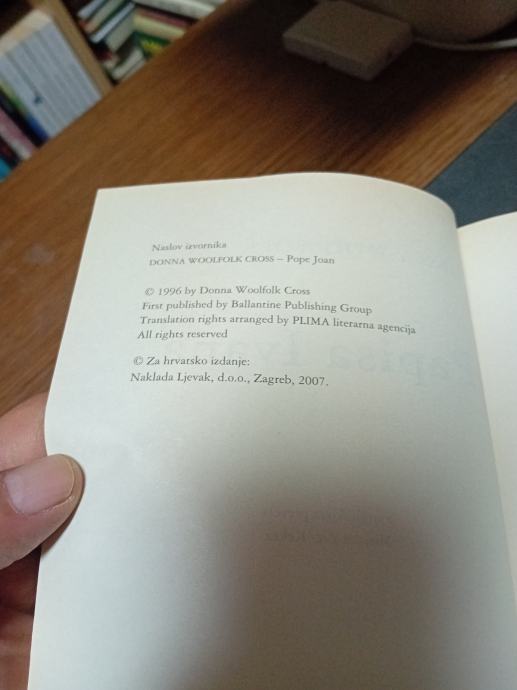 Naslov izvornika
DONNA WOOLFOLK CROSS – Pope Joan
© 1996 by Donna Woolfolk Cross
First published by Ballantine Publishing Group
Translation rights arranged by PLIMA literarna agencija
All rights reserved
© Za hrvatsko izdanje:
Naklada Ljevak, d.o.o., Zagreb, 2007.